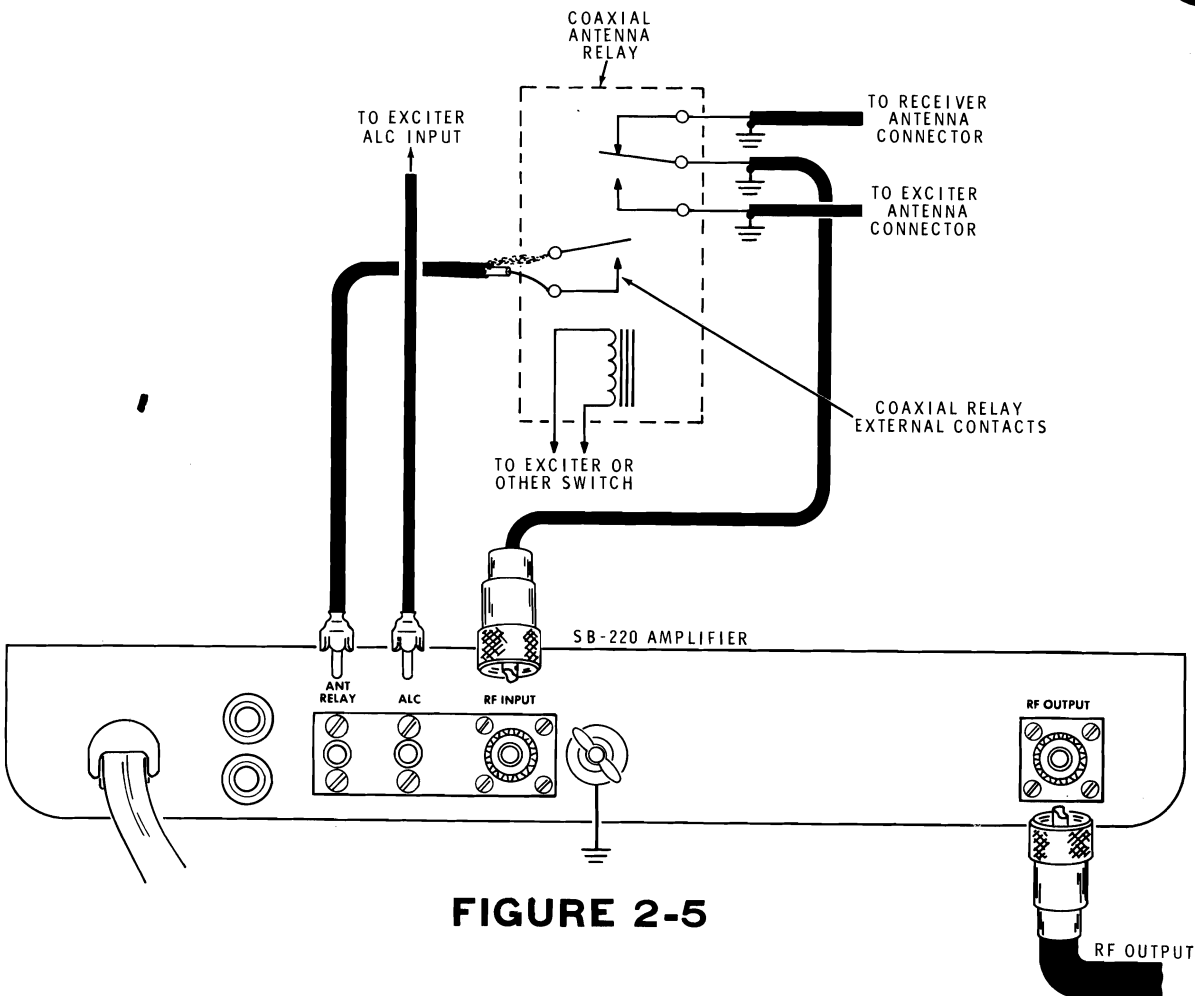 COAXIAL
ANTENNA
RELAY
TO EXCITER
ALC INPUT
TO RECEIVER
ANTENNA
CONNECTOR
TO EXCITER
ANTENNA
CONNECTOR
COAXIAL RELAY
EXTERNAL CONTACTS
TO EXCITER OR
OTHER SWITCH
SB-220 AMPLIFIER
ANT
RELAY
ALC
RF INPUT
RF OUTPUT
FIGURE 2-5
RF OUTPUT